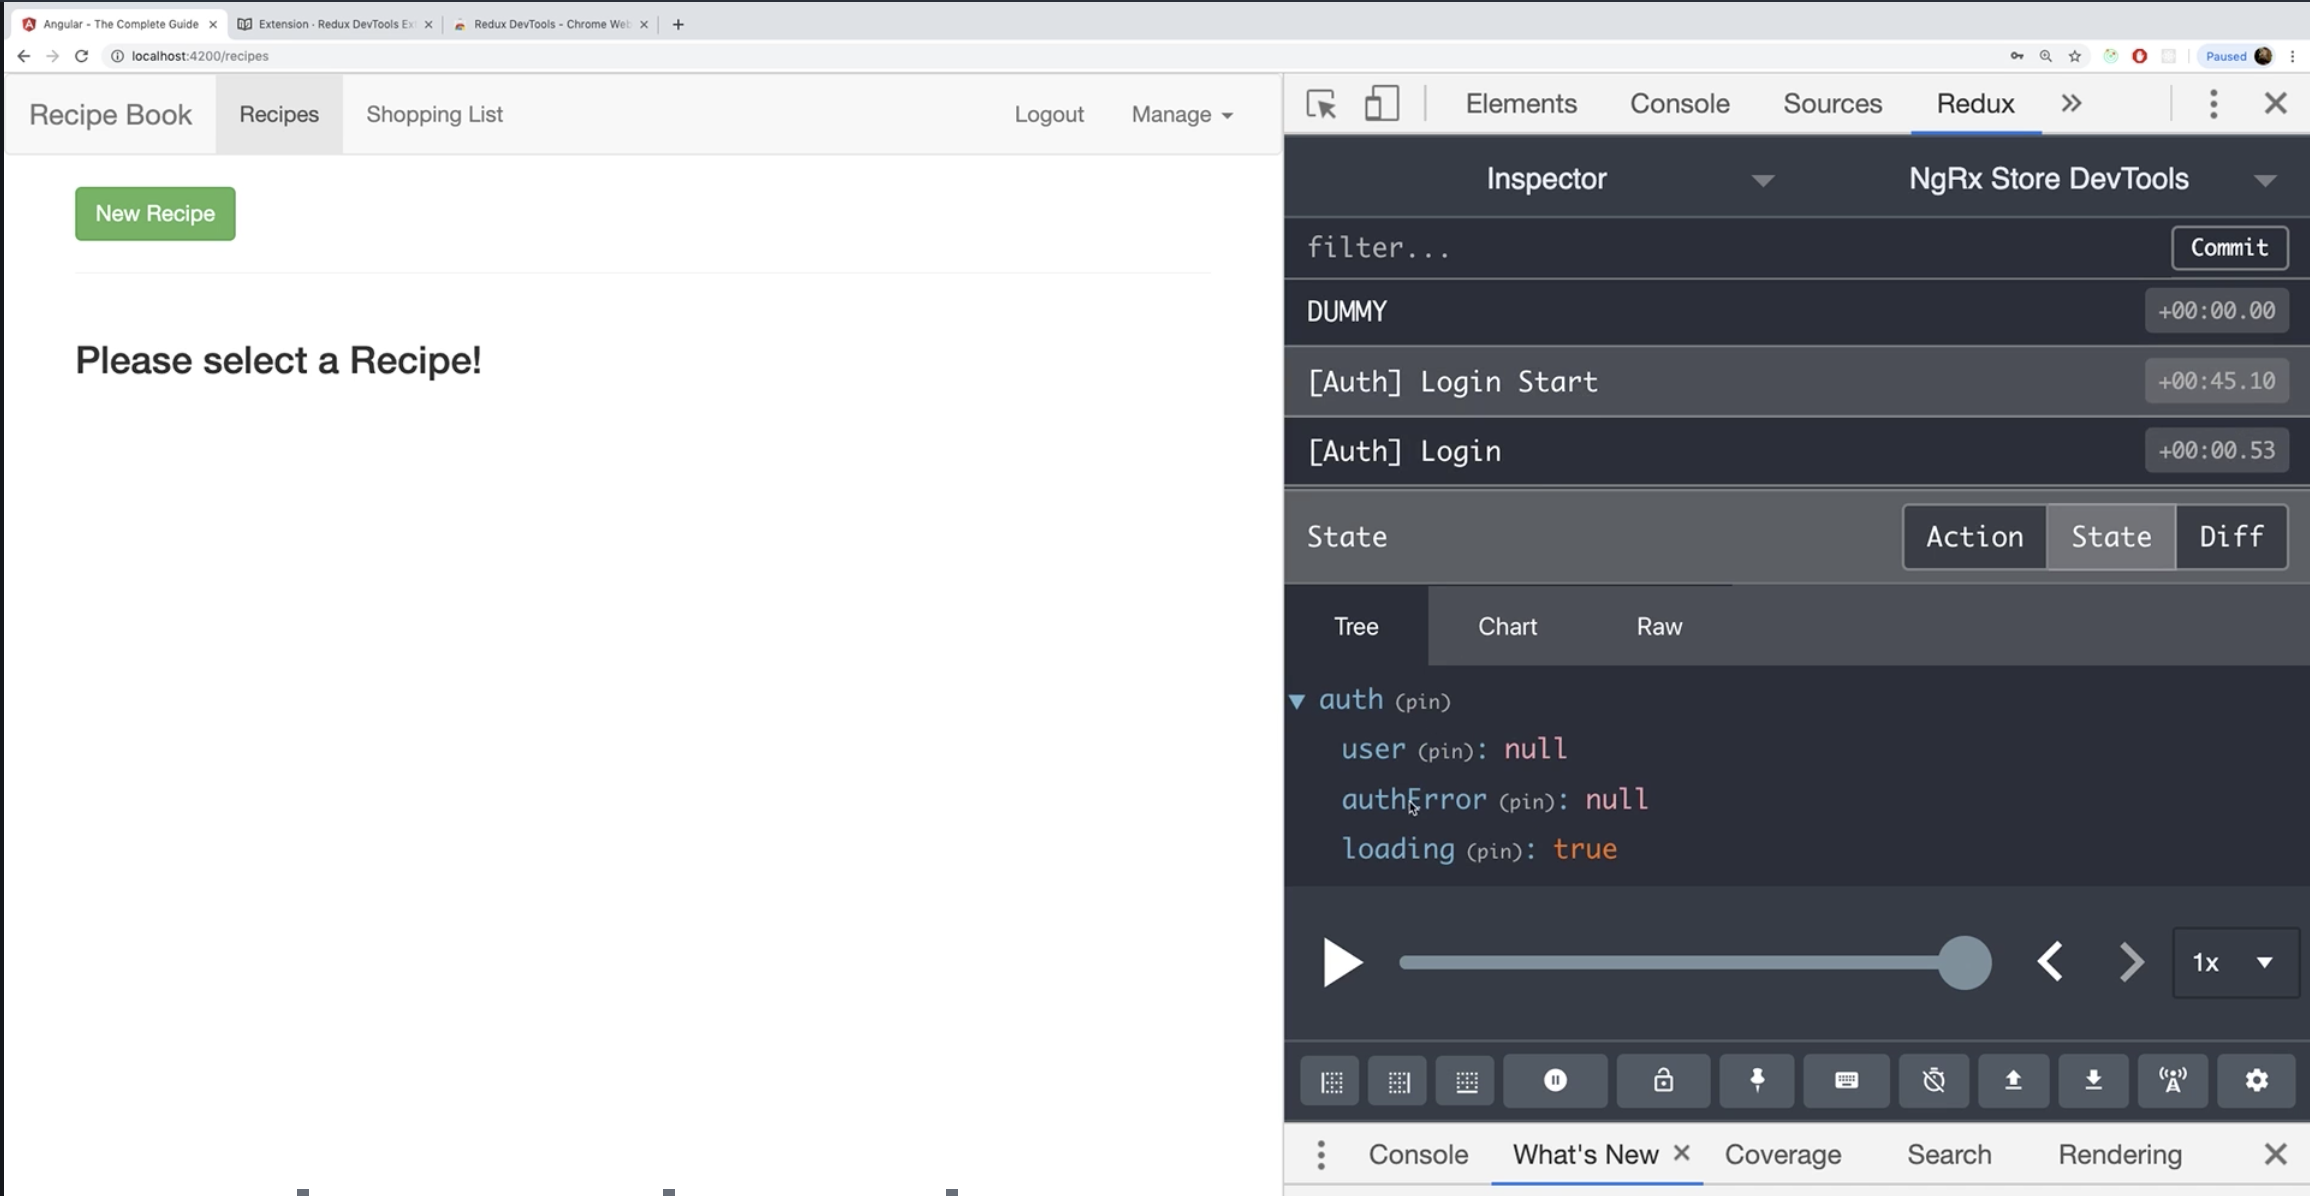 Angular - The Complete Guide
Extension - Redux DevTools Ex
Redux DevTools - Chrome Web
localhost:4200/recipes
Paused
Recipe Book
Recipes
Shopping List
Logout
Manage
New Recipe
Please select a Recipe!
Elements
Console
Sources
Redux
Inspector
NgRx Store DevTools
filter...
Commit
DUMMY
+00:00.00
[Auth] Login Start
+00:45.10
[Auth] Login
+00:00.53
State
Action
State
Diff
Tree
Chart
Raw
auth (pin)
user (pin): null
authError (pin): null
loading (pin): true
1x
Console
What's New
Coverage
Search
Rendering